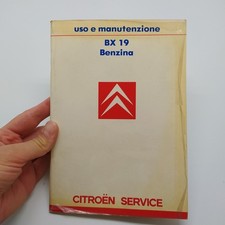 uso e manutenzione
BX 19
Benzina
CITROËN SERVICE